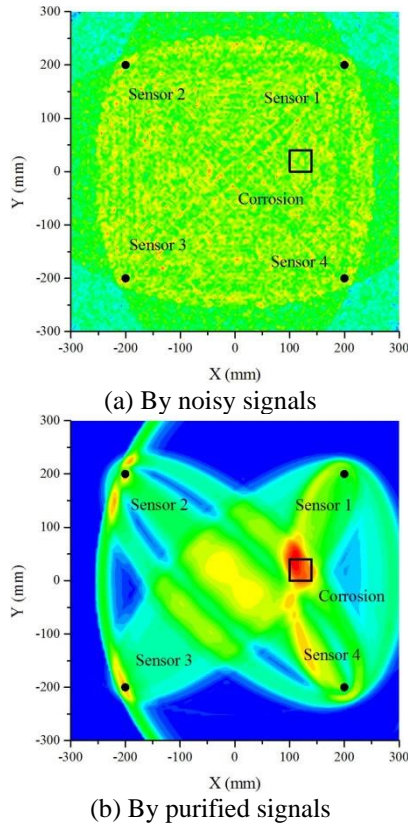 300
200
100
0
-100
-200
-300
Y (mm)
Sensor 2
Sensor 1
Corrosion
Sensor 3
Sensor 4
-300 -200 -100 0 100 200 300
X (mm)
(a) By noisy signals
300
200
100
0
-100
-200
-300
Y (mm)
Sensor 2
Sensor 1
Corrosion
Sensor 3
Sensor 4
-300 -200 -100 0 100 200 300
X (mm)
(b) By purified signals